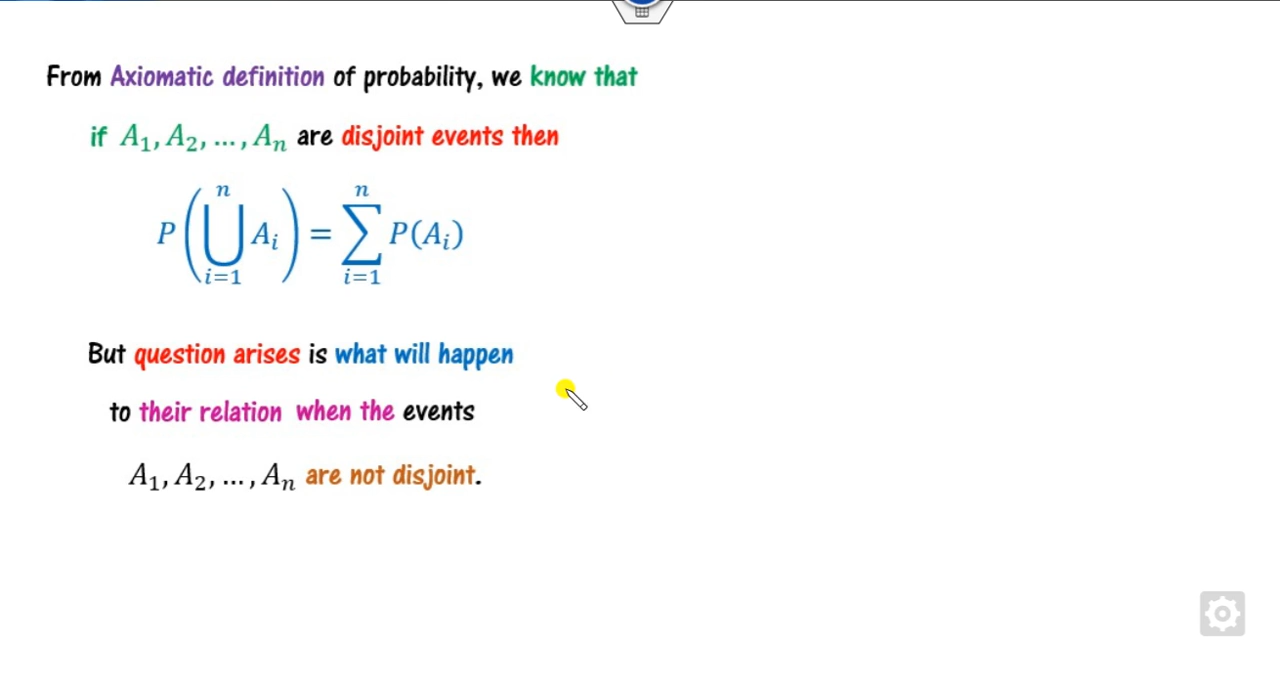 From Axiomatic definition of probability, we know that
if A₁, A₂, ..., Aₙ are disjoint events then
P(⋃ᵢ₌₁ⁿ Aᵢ) = ∑ᵢ₌₁ⁿ P(Aᵢ)
But question arises is what will happen
to their relation when the events
A₁, A₂, ..., Aₙ are not disjoint.